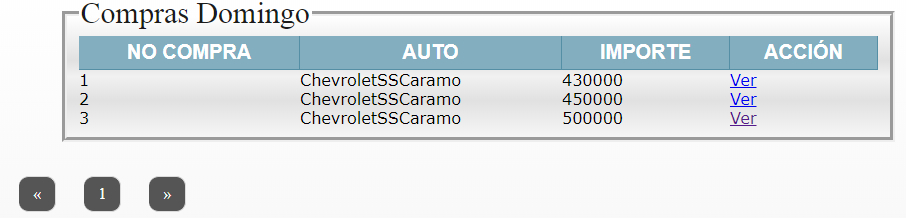 Compras Domingo
NO COMPRA AUTO IMPORTE ACCIÓN
1 ChevroletSSCaramo 430000 Ver
2 ChevroletSSCaramo 450000 Ver
3 ChevroletSSCaramo 500000 Ver
« 1 »